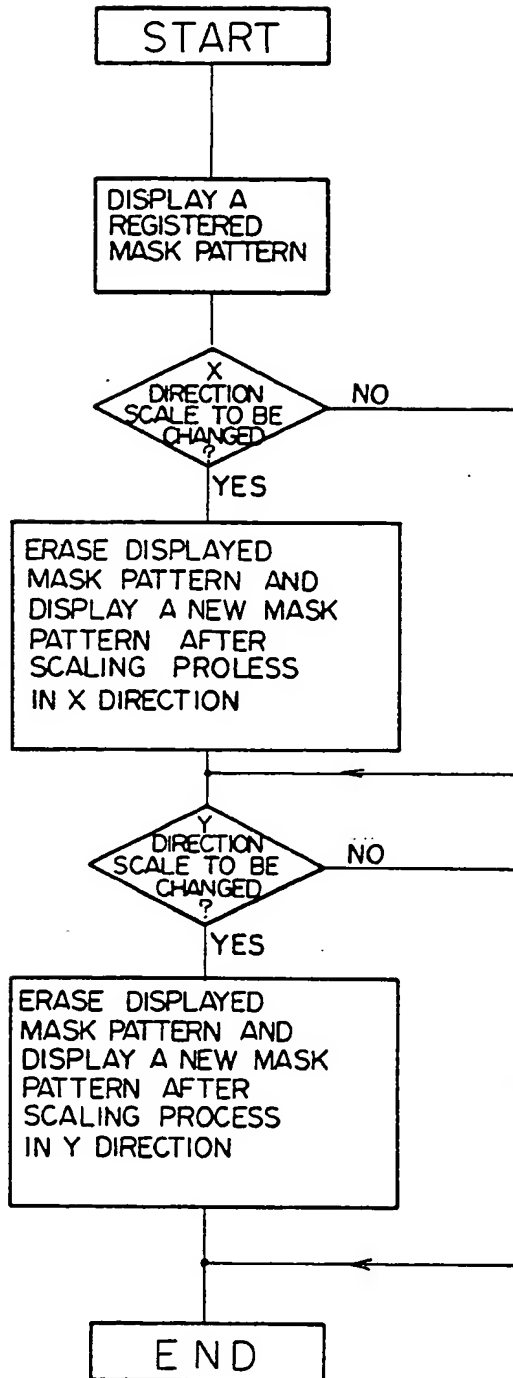 START
DISPLAY A
REGISTERED
MASK PATTERN
X
DIRECTION
SCALE TO BE
CHANGED
?
NO
YES
ERASE DISPLAYED
MASK PATTERN AND
DISPLAY A NEW MASK
PATTERN AFTER
SCALING PROLESS
IN X DIRECTION
Y
DIRECTION
SCALE TO BE
CHANGED
?
NO
YES
ERASE DISPLAYED
MASK PATTERN AND
DISPLAY A NEW MASK
PATTERN AFTER
SCALING PROCESS
IN Y DIRECTION
END